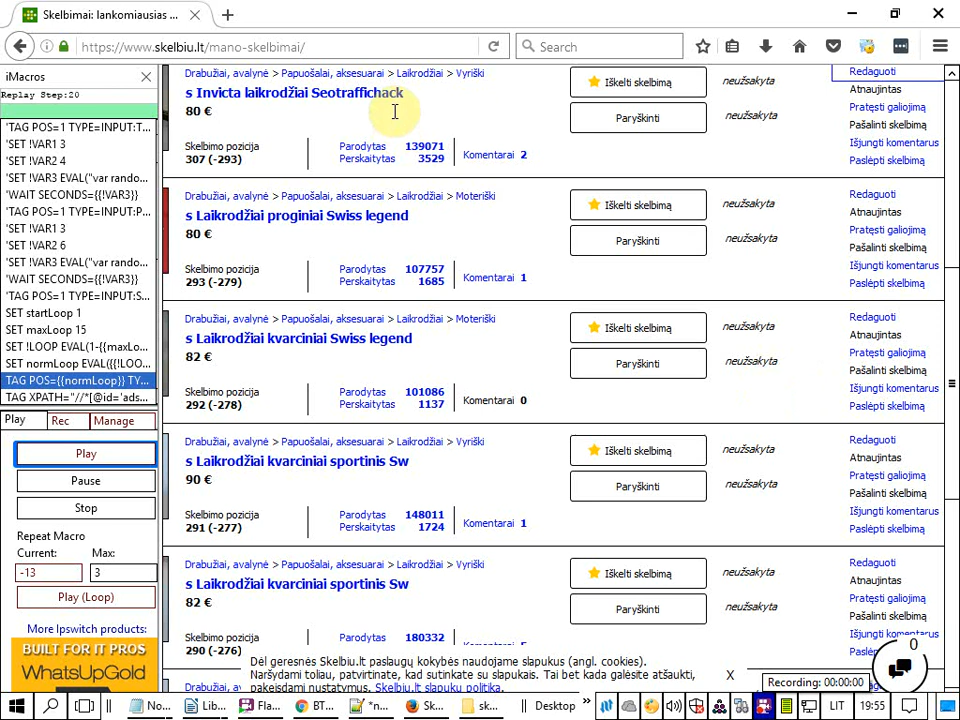 Skelbimai: lankomiausias ...
https://www.skelbiu.lt/mano-skelbimai/
Search
iMacros
Replay Step:20
'TAG POS=1 TYPE=INPUT:T...
'SET !VAR1 3
'SET !VAR2 4
'SET !VAR3 EVAL("var rando...
'WAIT SECONDS={{!VAR3}}
'TAG POS=1 TYPE=INPUT:P...
'SET !VAR1 3
'SET !VAR2 6
'SET !VAR3 EVAL("var rando...
'WAIT SECONDS={{!VAR3}}
'TAG POS=1 TYPE=INPUT:S...
SET startLoop 1
SET maxLoop 15
SET !LOOP EVAL(1-{{maxLo...
SET normLoop EVAL({{!LOO...
TAG POS={{normLoop}} TY...
TAG XPATH="//*[@id='ads...
Play
Rec
Manage
Play
Pause
Stop
Repeat Macro
Current:
Max:
-13
3
Play (Loop)
More Ipswitch products:
BUILT FOR IT PROS
WhatsUpGold
Drabužiai, avalynė > Papuošalai, aksesuarai > Laikrodžiai > Vyriški
s Invicta laikrodžiai Seotraffichack
80 €
Skelbimo pozicija
307 (-293)
Parodytas 139071
Perskaitytas 3529
Komentarai 2
Iškelti skelbimą
neužsakyta
Paryškinti
neužsakyta
Redaguoti
Atnaujintas
Pratęsti galiojimą
Pašalinti skelbimą
Išjungti komentarus
Paslėpti skelbimą
Drabužiai, avalynė > Papuošalai, aksesuarai > Laikrodžiai > Moteriški
s Laikrodžiai proginiai Swiss legend
80 €
Skelbimo pozicija
293 (-279)
Parodytas 107757
Perskaitytas 1685
Komentarai 1
Iškelti skelbimą
neužsakyta
Paryškinti
neužsakyta
Redaguoti
Atnaujintas
Pratęsti galiojimą
Pašalinti skelbimą
Išjungti komentarus
Paslėpti skelbimą
Drabužiai, avalynė > Papuošalai, aksesuarai > Laikrodžiai > Moteriški
s Laikrodžiai kvarciniai Swiss legend
82 €
Skelbimo pozicija
292 (-278)
Parodytas 101086
Perskaitytas 1137
Komentarai 0
Iškelti skelbimą
neužsakyta
Paryškinti
neužsakyta
Redaguoti
Atnaujintas
Pratęsti galiojimą
Pašalinti skelbimą
Išjungti komentarus
Paslėpti skelbimą
Drabužiai, avalynė > Papuošalai, aksesuarai > Laikrodžiai > Vyriški
s Laikrodžiai kvarciniai sportinis Sw
90 €
Skelbimo pozicija
291 (-277)
Parodytas 148011
Perskaitytas 1724
Komentarai 1
Iškelti skelbimą
neužsakyta
Paryškinti
neužsakyta
Redaguoti
Atnaujintas
Pratęsti galiojimą
Pašalinti skelbimą
Išjungti komentarus
Paslėpti skelbimą
Drabužiai, avalynė > Papuošalai, aksesuarai > Laikrodžiai > Vyriški
s Laikrodžiai kvarciniai sportinis Sw
82 €
Skelbimo pozicija
290 (-276)
Parodytas 180332
Iškelti skelbimą
neužsakyta
Paryškinti
neužsakyta
Redaguoti
Atnaujintas
Pratęsti galiojimą
Pašalinti skelbimą
Dėl geresnės Skelbiu.lt paslaugų kokybės naudojame slapukus (angl. cookies).
Naršydami toliau, patvirtinate, kad sutinkate su slapukais. Tai bet kada galėsite atšaukti,
pakeisdami nustatymus. Skelbiu.lt slapukų politika.
X
0
Recording: 00:00:00
No...
Lib...
Fla...
BT...
*n...
Sk...
sk...
Desktop
»
LIT
19:55